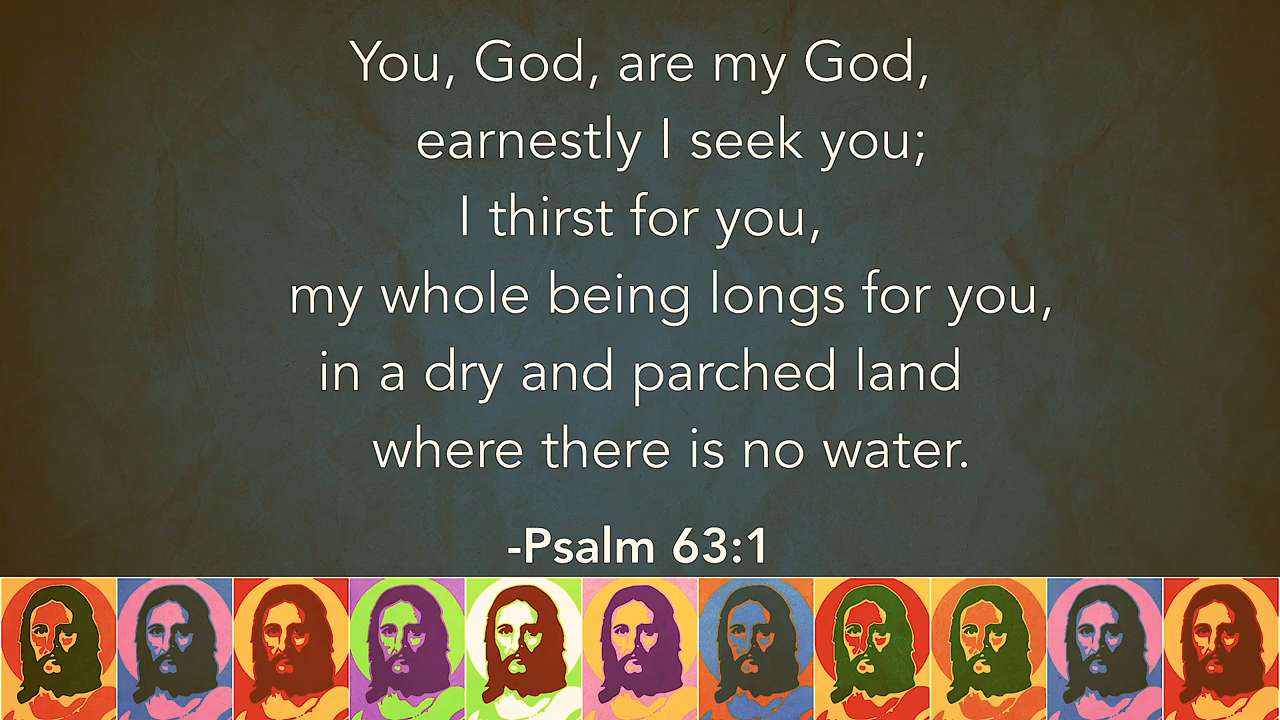 You, God, are my God,
earnestly I seek you;
I thirst for you,
my whole being longs for you,
in a dry and parched land
where there is no water.
-Psalm 63:1